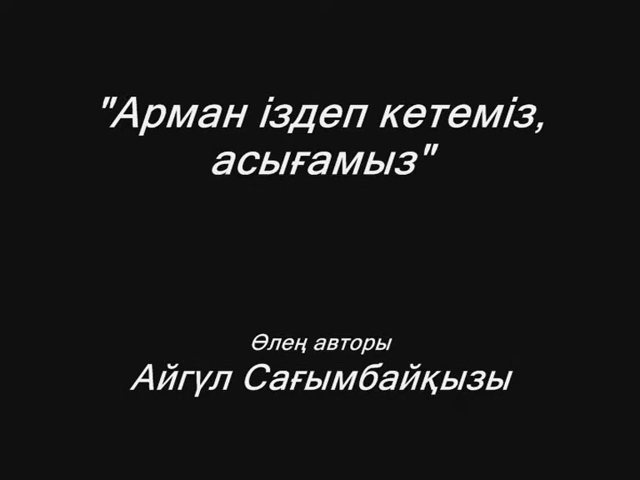 "Арман іздеп кетеміз,
асығамыз"
Өлең авторы
Айгүл Сағымбайқызы